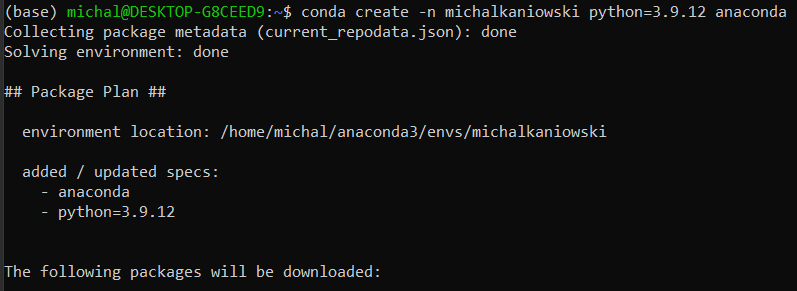 (base) michal@DESKTOP-G8CEED9:~$ conda create -n michalkaniowski python=3.9.12 anaconda
Collecting package metadata (current_repodata.json): done
Solving environment: done
## Package Plan ##
environment location: /home/michal/anaconda3/envs/michalkaniowski
added / updated specs:
- anaconda
- python=3.9.12
The following packages will be downloaded: